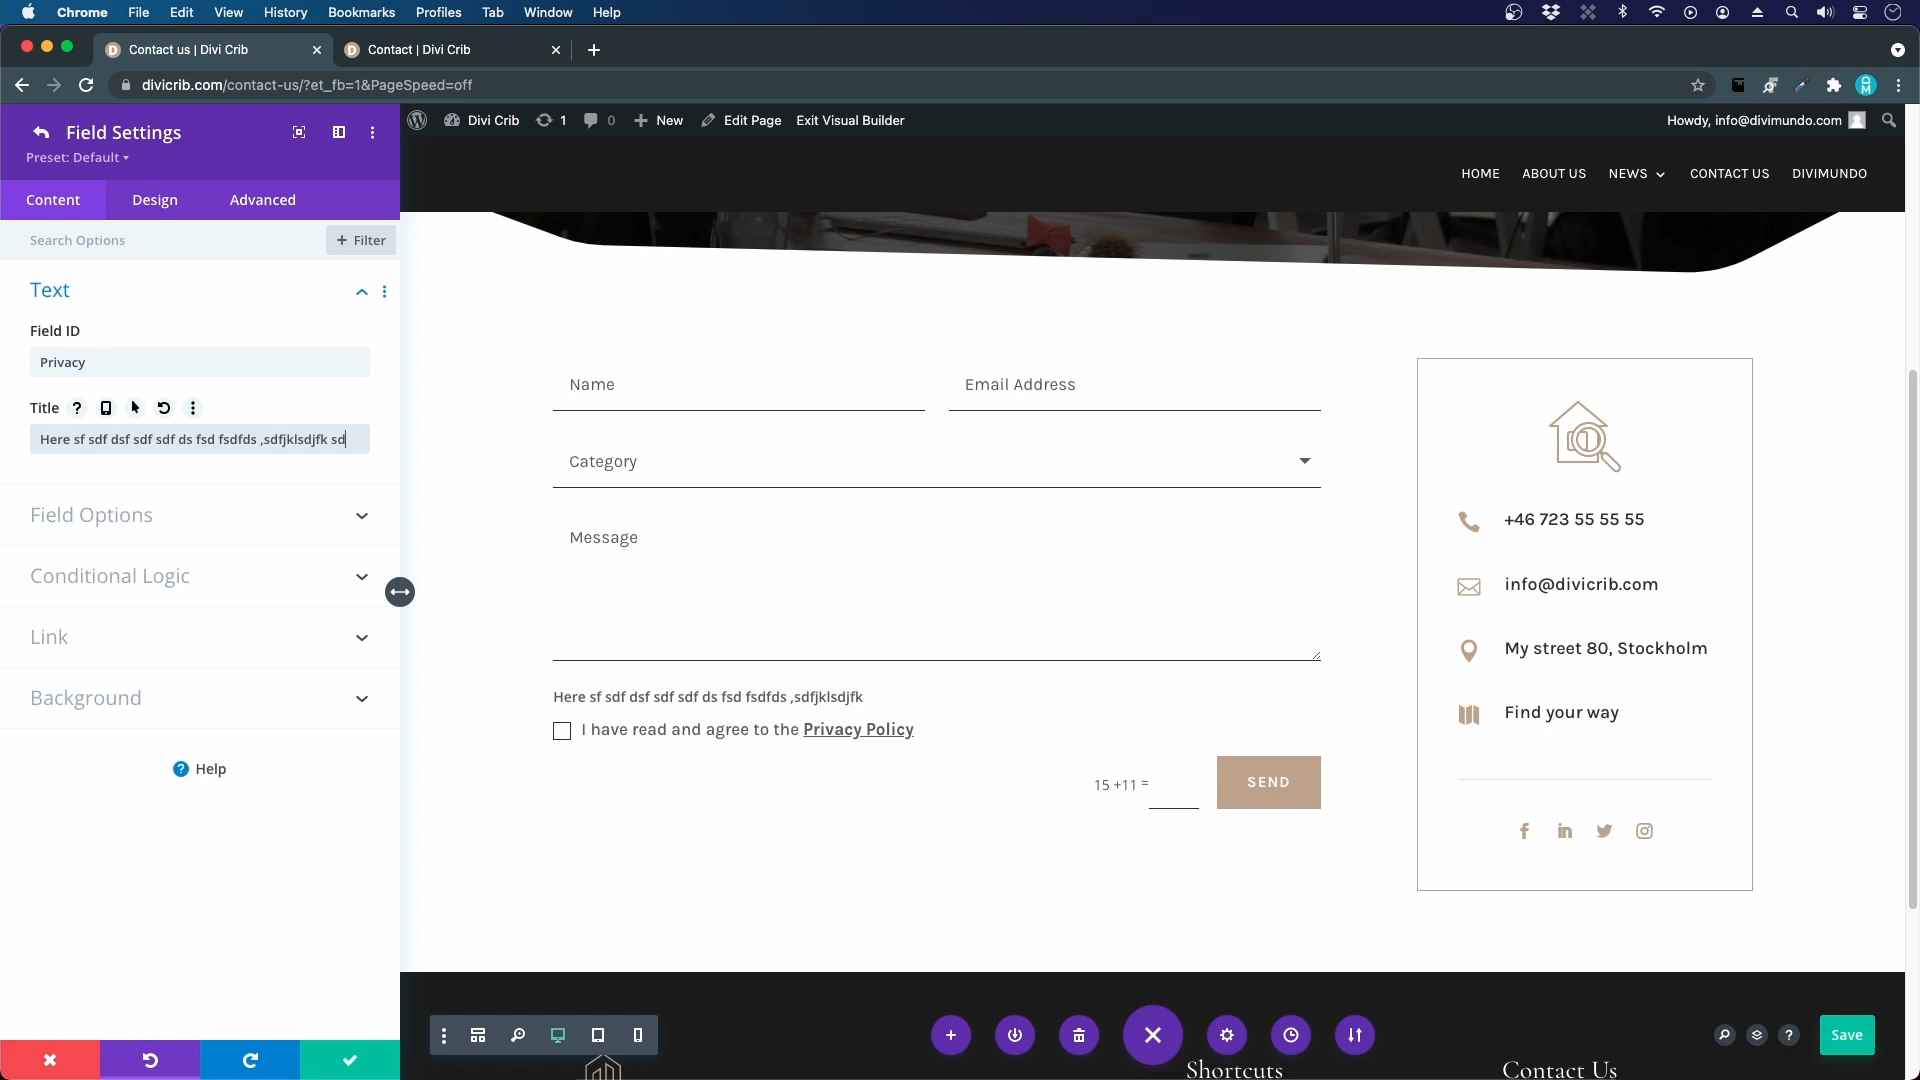 Chrome File Edit View History Bookmarks Profiles Tab Window Help
Contact us | Divi Crib
Contact | Divi Crib
divicrib.com/contact-us/?et_fb=1&PageSpeed=off
Field Settings
Preset: Default
Content Design Advanced
Search Options
+ Filter
Text
Field ID
Privacy
Title ?
Here sf sdf dsf sdf sdf ds fsd fsdfds ,sdfjklsdjfk sd
Field Options
Conditional Logic
Link
Background
? Help
Divi Crib 1 0 + New Edit Page Exit Visual Builder
Howdy, info@divimundo.com
HOME ABOUT US NEWS CONTACT US DIVIMUNDO
Name
Email Address
Category
Message
Here sf sdf dsf sdf sdf ds fsd fsdfds ,sdfjklsdjfk
I have read and agree to the Privacy Policy
15 +11 =
SEND
+46 723 55 55 55
info@divicrib.com
My street 80, Stockholm
Find your way
?
Save
Shortcuts
Contact Us